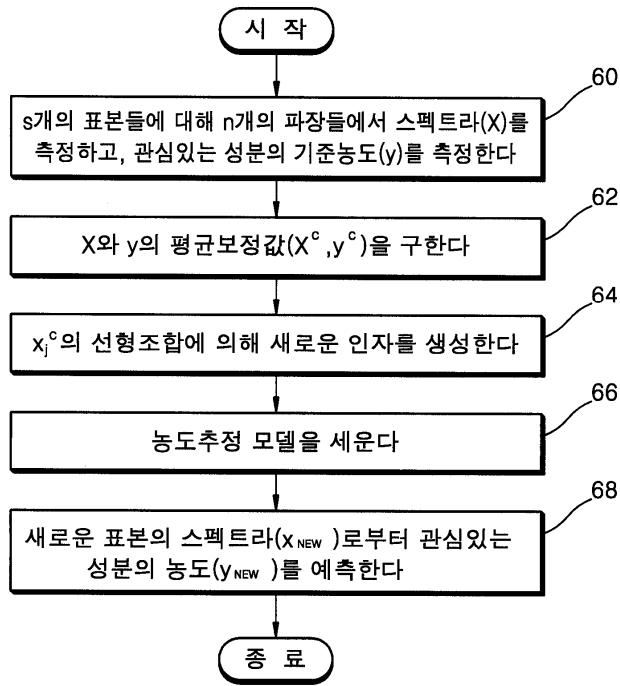 시 작
60
s개의 표본들에 대해 n개의 파장들에서 스펙트라(X)를
측정하고, 관심있는 성분의 기준농도(y)를 측정한다
62
X와 y의 평균보정값(X^c,y^c)을 구한다
64
x_j^c의 선형조합에 의해 새로운 인자를 생성한다
66
농도추정 모델을 세운다
68
새로운 표본의 스펙트라(x_NEW)로부터 관심있는
성분의 농도(y_NEW)를 예측한다
종 료